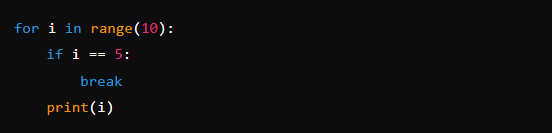 for i in range(10):
    if i == 5:
        break
    print(i)